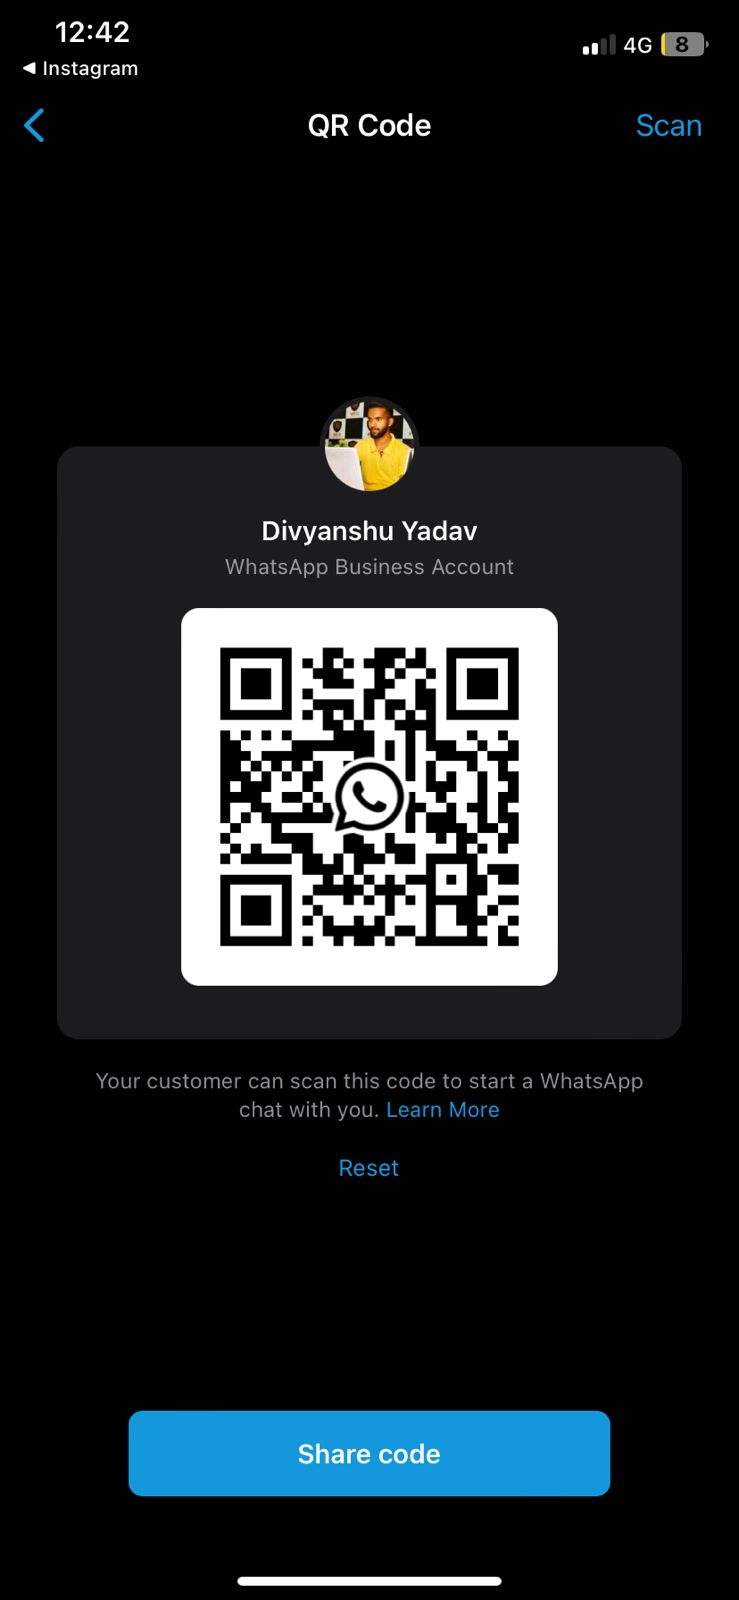 12:42
4G 8
◀ Instagram
QR Code
Scan
Divyanshu Yadav
WhatsApp Business Account
Your customer can scan this code to start a WhatsApp
chat with you. Learn More
Reset
Share code